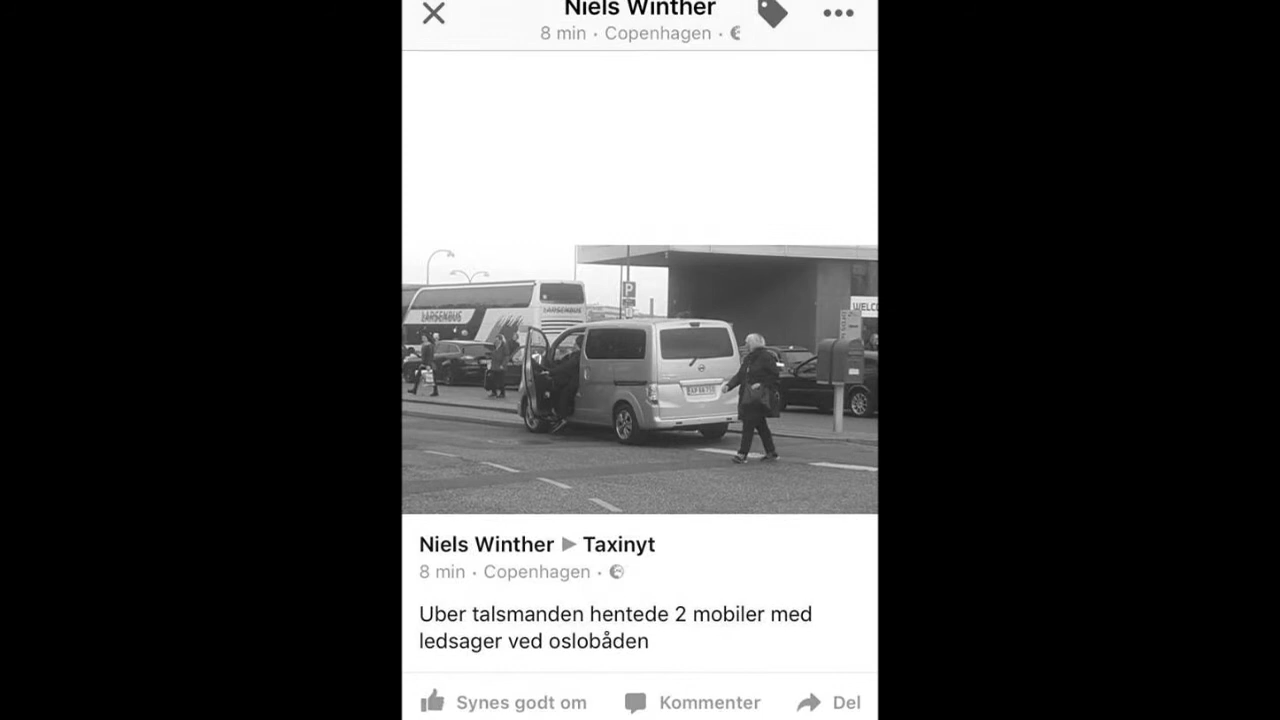 Niels Winther
8 min · Copenhagen ·
LARSENBUS
LARSENBUS
P
WELCO
Niels Winther ▶ Taxinyt
8 min · Copenhagen ·
Uber talsmanden hentede 2 mobiler med
ledsager ved oslobåden
Synes godt om
Kommenter
Del